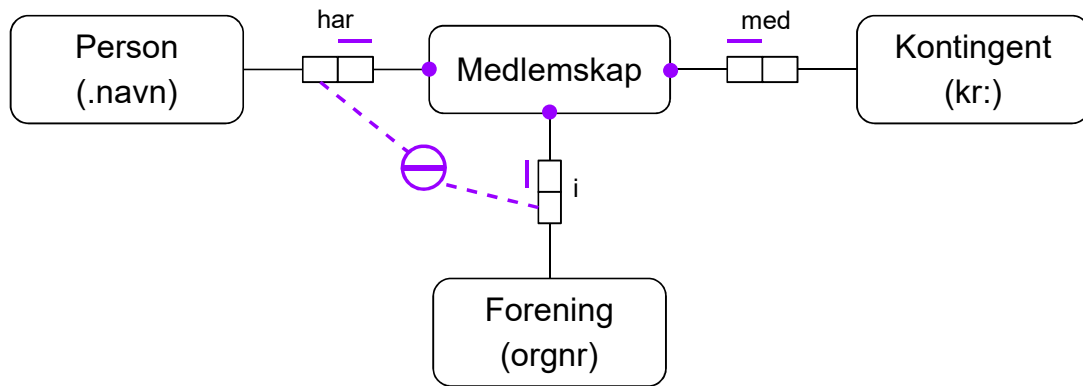 har
med
Person
(.navn)
Medlemskap
Kontingent
(kr:)
i
Forening
(orgnr)